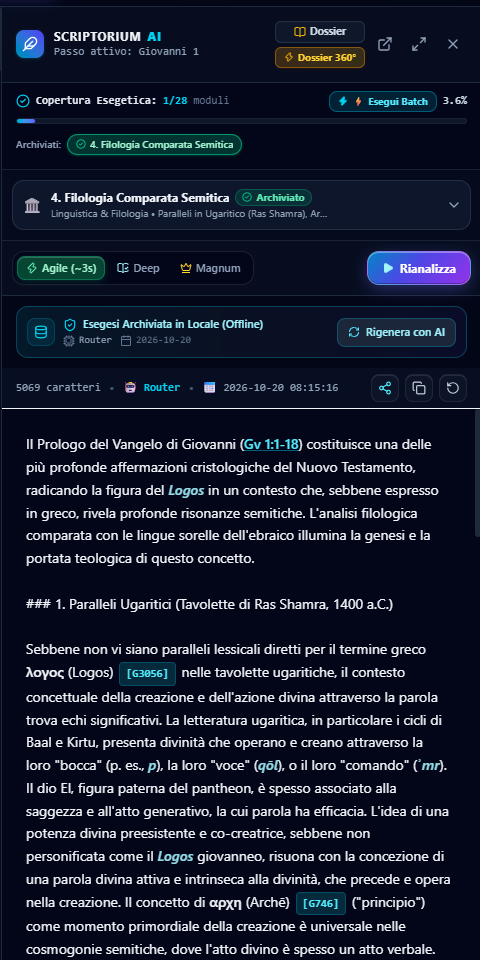 SCRIPTORIUM AI
Passo attivo: Giovanni 1
Dossier
Dossier 360°
Copertura Esegetica: 1/28 moduli
Esegui Batch
3.6%
Archiviati:
4. Filologia Comparata Semitica
4. Filologia Comparata Semitica
Archiviato
Linguistica & Filologia • Paralleli in Ugaritico (Ras Shamra), Ar...
Agile (~3s)
Deep
Magnum
Rianalizza
Esegesi Archiviata in Locale (Offline)
Router
2026-10-20
Rigenera con AI
5069 caratteri • Router • 2026-10-20 08:15:16
Il Prologo del Vangelo di Giovanni (Gv 1:1-18) costituisce una delle
più profonde affermazioni cristologiche del Nuovo Testamento,
radicando la figura del Logos in un contesto che, sebbene espresso
in greco, rivela profonde risonanze semitiche. L'analisi filologica
comparata con le lingue sorelle dell'ebraico illumina la genesi e la
portata teologica di questo concetto.
### 1. Paralleli Ugaritici (Tavolette di Ras Shamra, 1400 a.C.)
Sebbene non vi siano paralleli lessicali diretti per il termine greco
λογος (Logos) [G3056] nelle tavolette ugaritiche, il contesto
concettuale della creazione e dell'azione divina attraverso la parola
trova echi significativi. La letteratura ugaritica, in particolare i cicli di
Baal e Kirtu, presenta divinità che operano e creano attraverso la
loro "bocca" (p. es., p), la loro "voce" (qōl), o il loro "comando" (ʾmr).
Il dio El, figura paterna del pantheon, è spesso associato alla
saggezza e all'atto generativo, la cui parola ha efficacia. L'idea di una
potenza divina preesistente e co-creatrice, sebbene non
personificata come il Logos giovanneo, risuona con la concezione di
una parola divina attiva e intrinseca alla divinità, che precede e opera
nella creazione. Il concetto di αρχη (Archē) [G746] ("principio")
come momento primordiale della creazione è universale nelle
cosmogonie semitiche, dove l'atto divino è spesso un atto verbale.